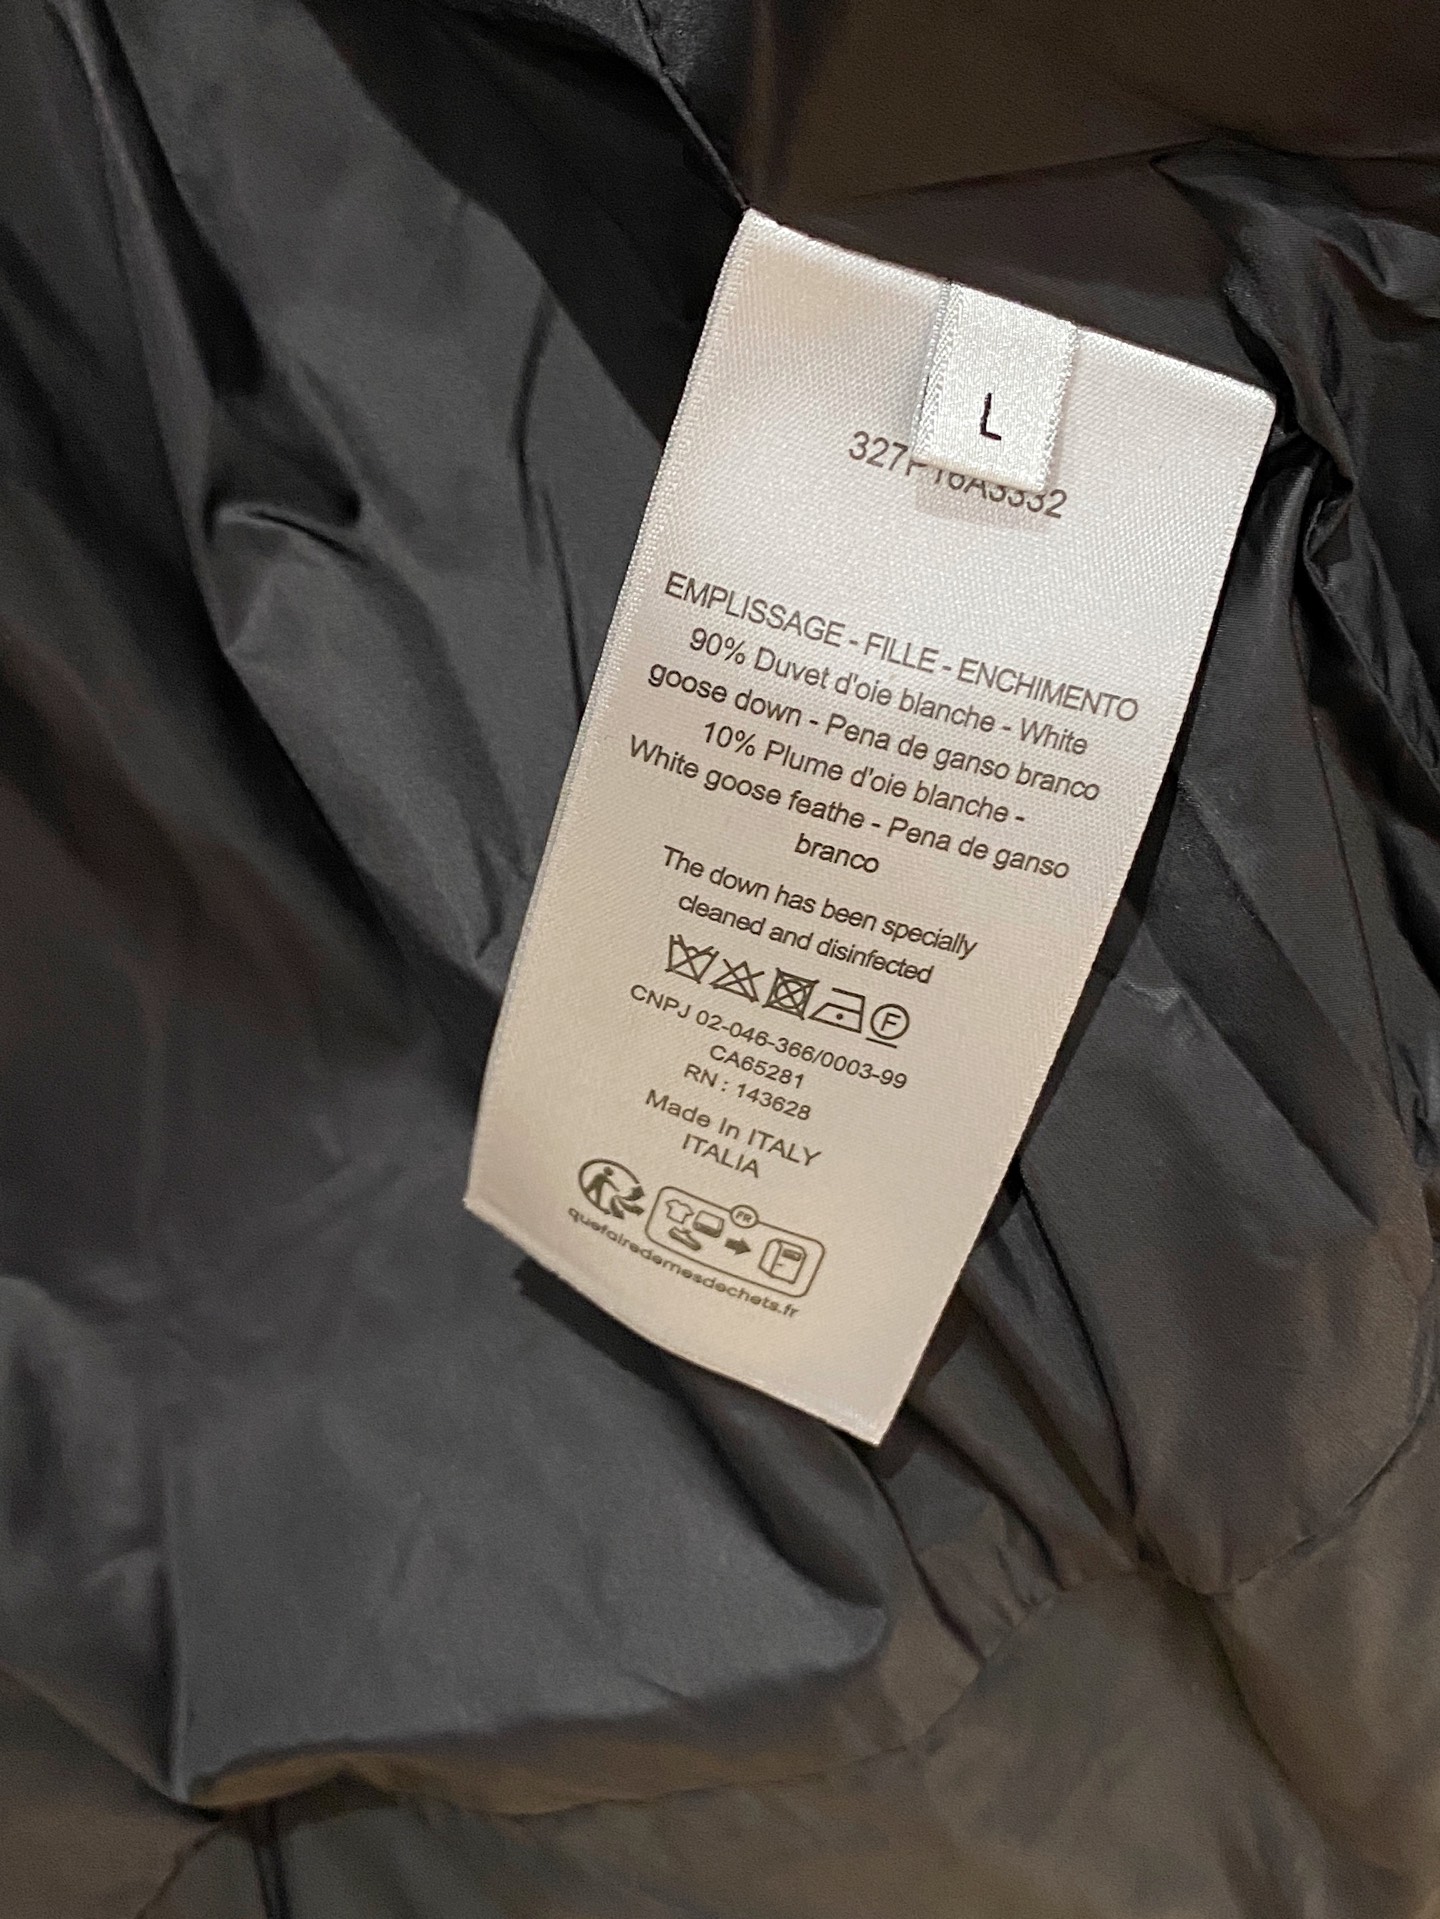 L
327P16A3332
EMPLISSAGE - FILLE - ENCHIMENTO
90% Duvet d'oie blanche - White
goose down - Pena de ganso branco
10% Plume d'oie blanche -
White goose feathe - Pena de ganso
branco
The down has been specially
cleaned and disinfected
F
CNPJ 02-046-366/0003-99
CA65281
RN : 143628
Made In ITALY
ITALIA
FR
quefairedemesdechets.fr